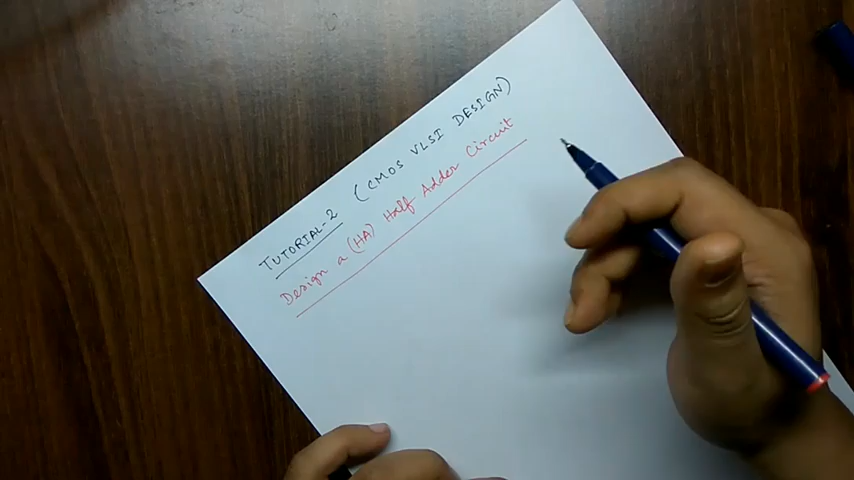 TUTORIAL-2 (CMOS VLSI DESIGN)
Design a (HA) Half Adder Circuit